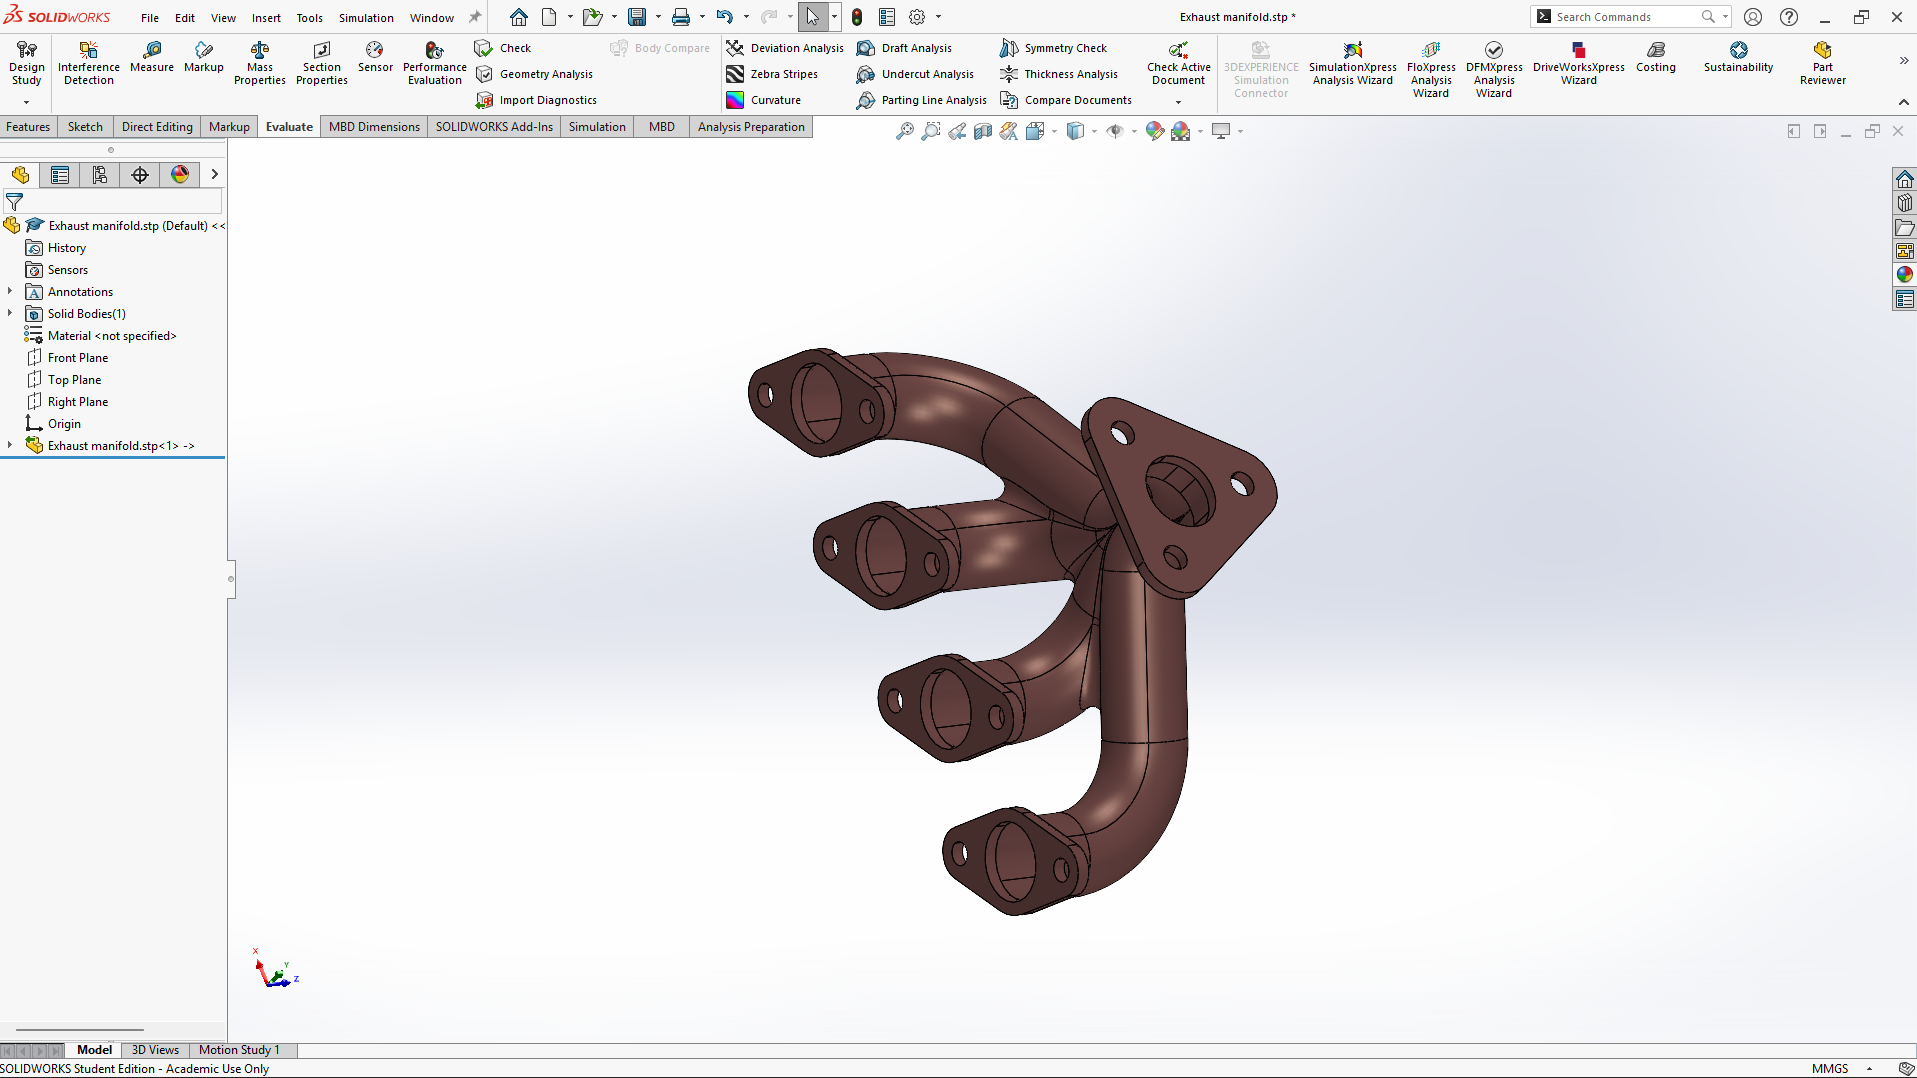 SOLIDWORKS File Edit View Insert Tools Simulation Window Exhaust manifold.stp * Search Commands
Design Study
Interference Detection
Measure
Markup
Mass Properties
Section Properties
Sensor
Performance Evaluation
Check
Geometry Analysis
Import Diagnostics
Body Compare
Deviation Analysis
Zebra Stripes
Curvature
Draft Analysis
Undercut Analysis
Parting Line Analysis
Symmetry Check
Thickness Analysis
Compare Documents
Check Active Document
3DEXPERIENCE Simulation Connector
SimulationXpress Analysis Wizard
FloXpress Analysis Wizard
DFMXpress Analysis Wizard
DriveWorksXpress Wizard
Costing
Sustainability
Part Reviewer
Features Sketch Direct Editing Markup Evaluate MBD Dimensions SOLIDWORKS Add-Ins Simulation MBD Analysis Preparation
Exhaust manifold.stp (Default) <<
History
Sensors
Annotations
Solid Bodies(1)
Material <not specified>
Front Plane
Top Plane
Right Plane
Origin
Exhaust manifold.stp<1> ->
X
Y
Z
Model 3D Views Motion Study 1
SOLIDWORKS Student Edition - Academic Use Only MMGS